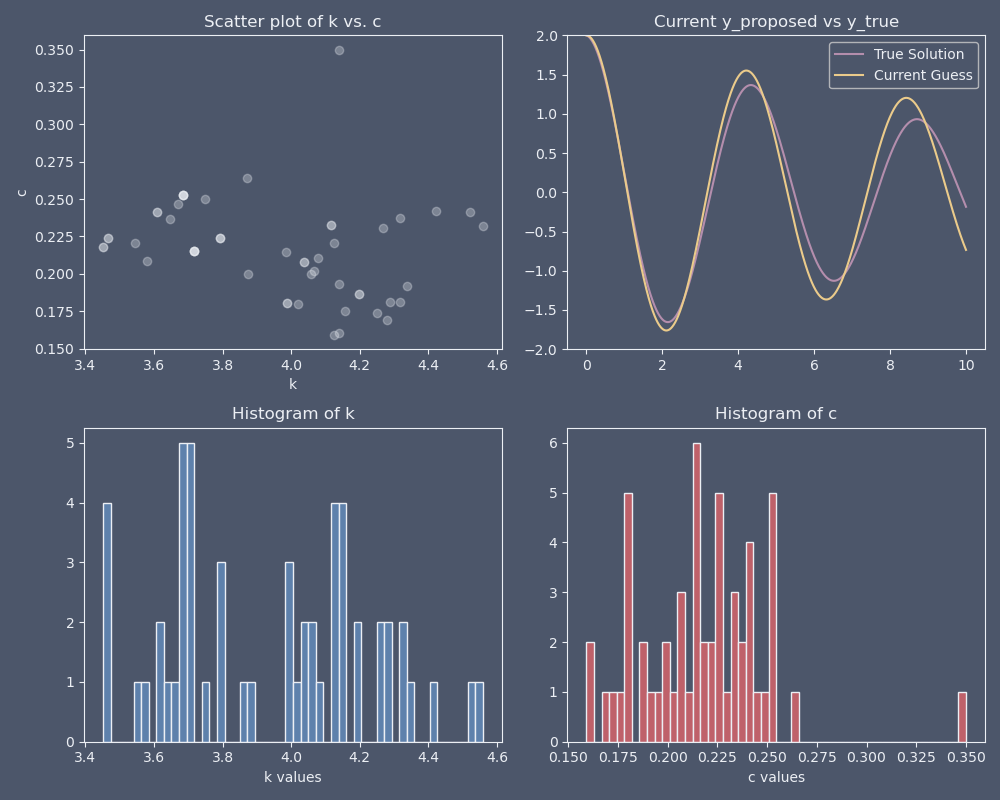 Scatter plot of k vs. c
0.350
0.325
0.300
0.275
0.250
0.225
0.200
0.175
0.150
c
3.4 3.6 3.8 4.0 4.2 4.4 4.6
k
Current y_proposed vs y_true
2.0
1.5
1.0
0.5
0.0
−0.5
−1.0
−1.5
−2.0
True Solution
Current Guess
0 2 4 6 8 10
Histogram of k
5
4
3
2
1
0
3.4 3.6 3.8 4.0 4.2 4.4 4.6
k values
Histogram of c
6
5
4
3
2
1
0
0.150 0.175 0.200 0.225 0.250 0.275 0.300 0.325 0.350
c values